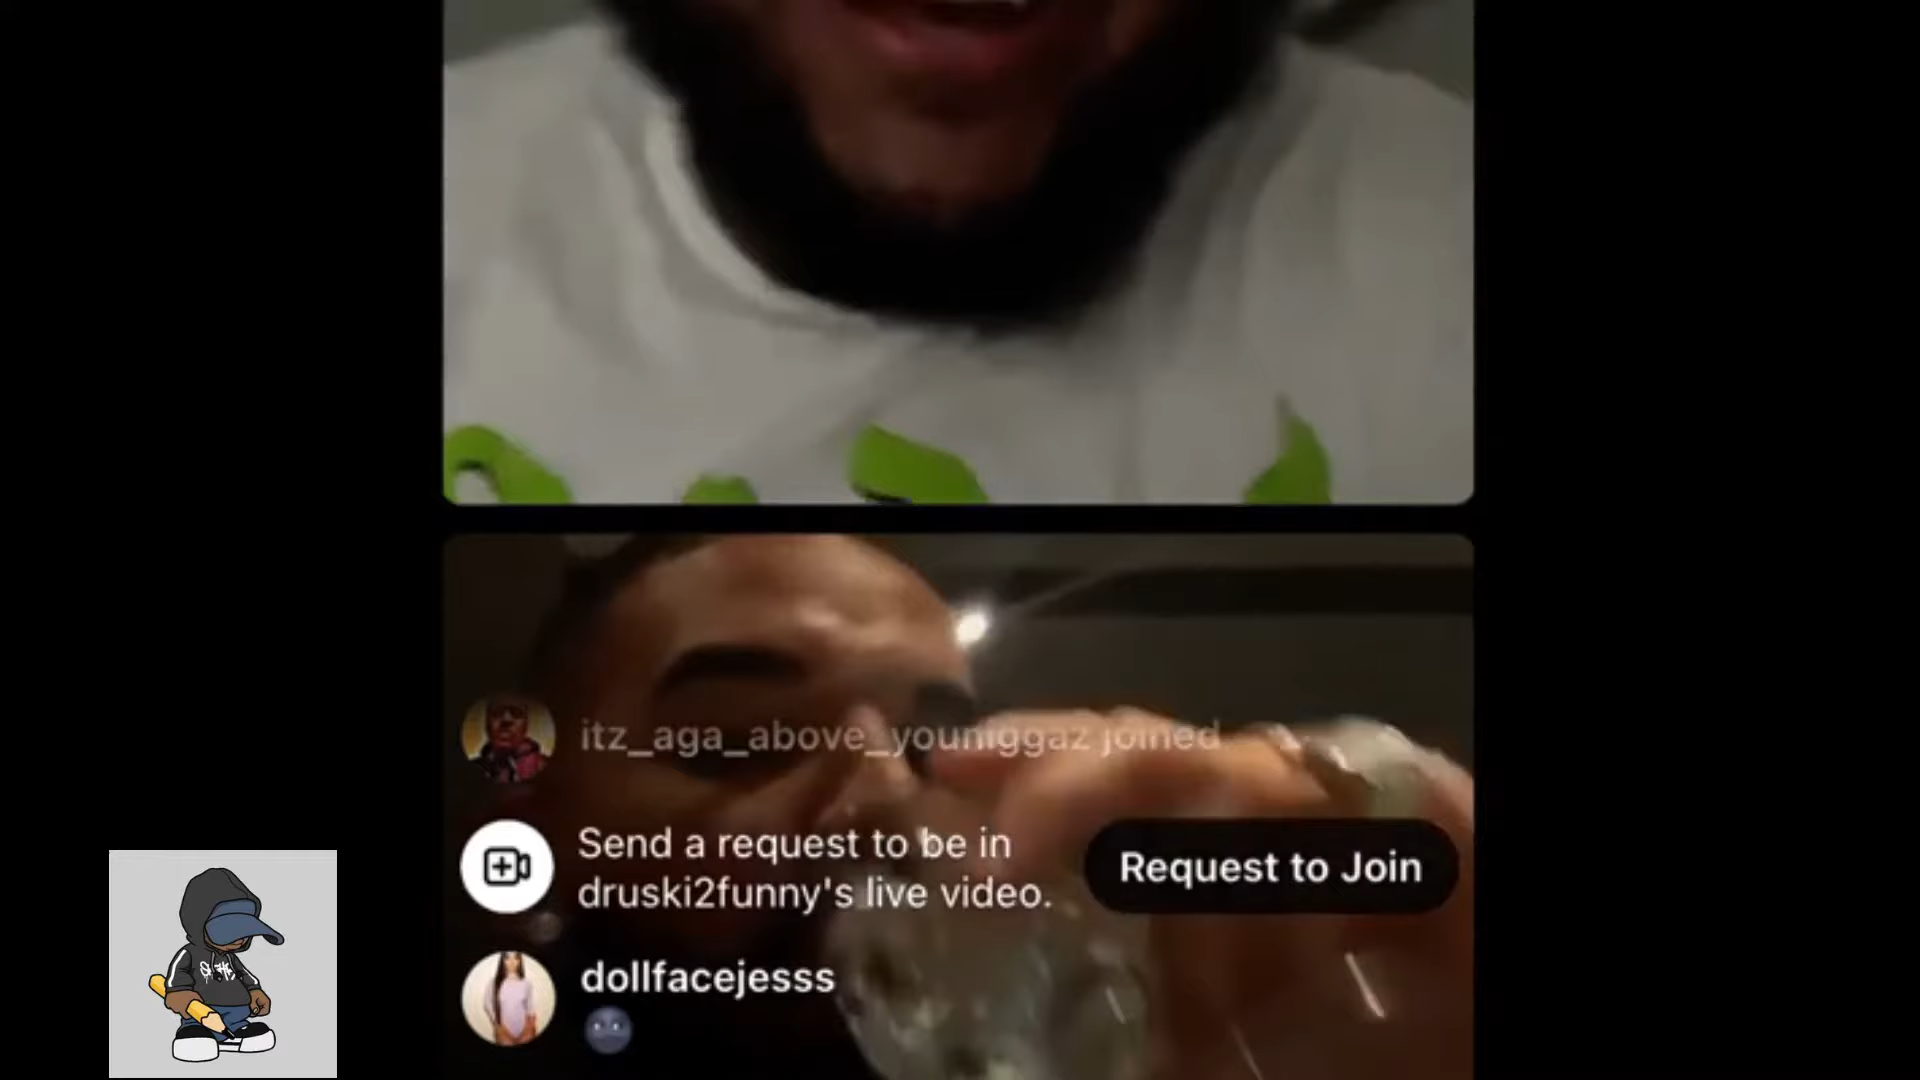 itz_aga_above_youniggaz joined
Send a request to be in
druski2funny's live video.
Request to Join
dollfacejesss